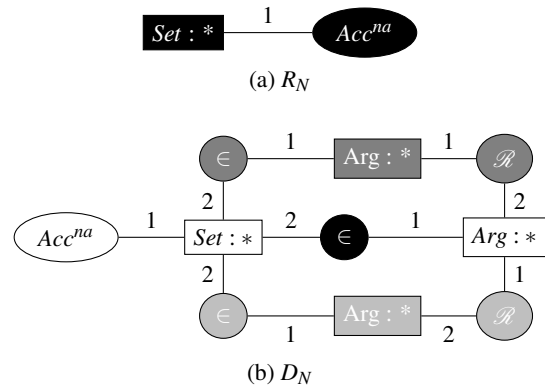 1
Set : * Acc^{na}
(a) R_N
∈ 1 Arg : * 1 ℛ
2 2
Acc^{na} 1 Set : * 2 ∈ 1 Arg : *
2 1
∈ 1 Arg : * 2 ℛ
(b) D_N